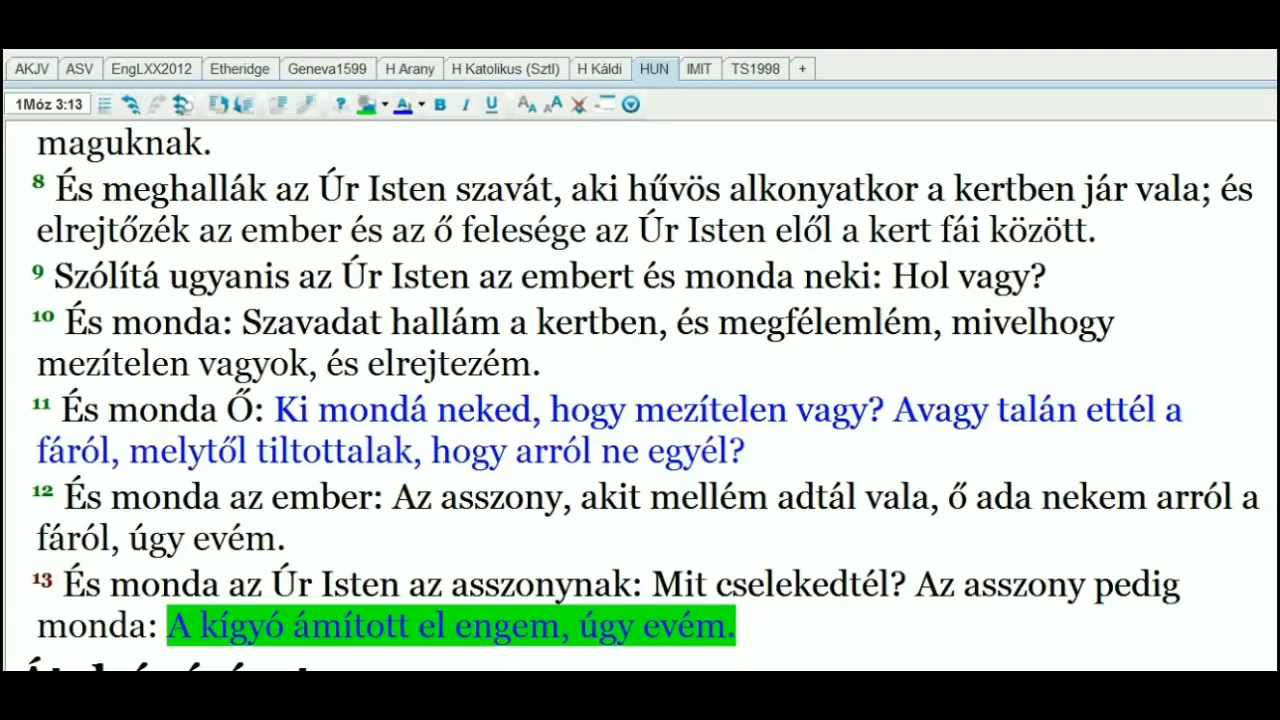 AKJV ASV EngLXX2012 Etheridge Geneva1599 H Arany H Katolikus (Sztl) H Káldi HUN IMIT TS1998 +
1Móz 3:13 ? A B I U A A A A
maguknak.
8 És meghallák az Úr Isten szavát, aki hűvös alkonyatkor a kertben jár vala; és
elrejtőzék az ember és az ő felesége az Úr Isten elől a kert fái között.
9 Szólítá ugyanis az Úr Isten az embert és monda neki: Hol vagy?
10 És monda: Szavadat hallám a kertben, és megfélemlém, mivelhogy
mezítelen vagyok, és elrejtezém.
11 És monda Ő: Ki mondá neked, hogy mezítelen vagy? Avagy talán ettél a
fáról, melytől tiltottalak, hogy arról ne egyél?
12 És monda az ember: Az asszony, akit mellém adtál vala, ő ada nekem arról a
fáról, úgy evém.
13 És monda az Úr Isten az asszonynak: Mit cselekedtél? Az asszony pedig
monda: A kígyó ámított el engem, úgy evém.